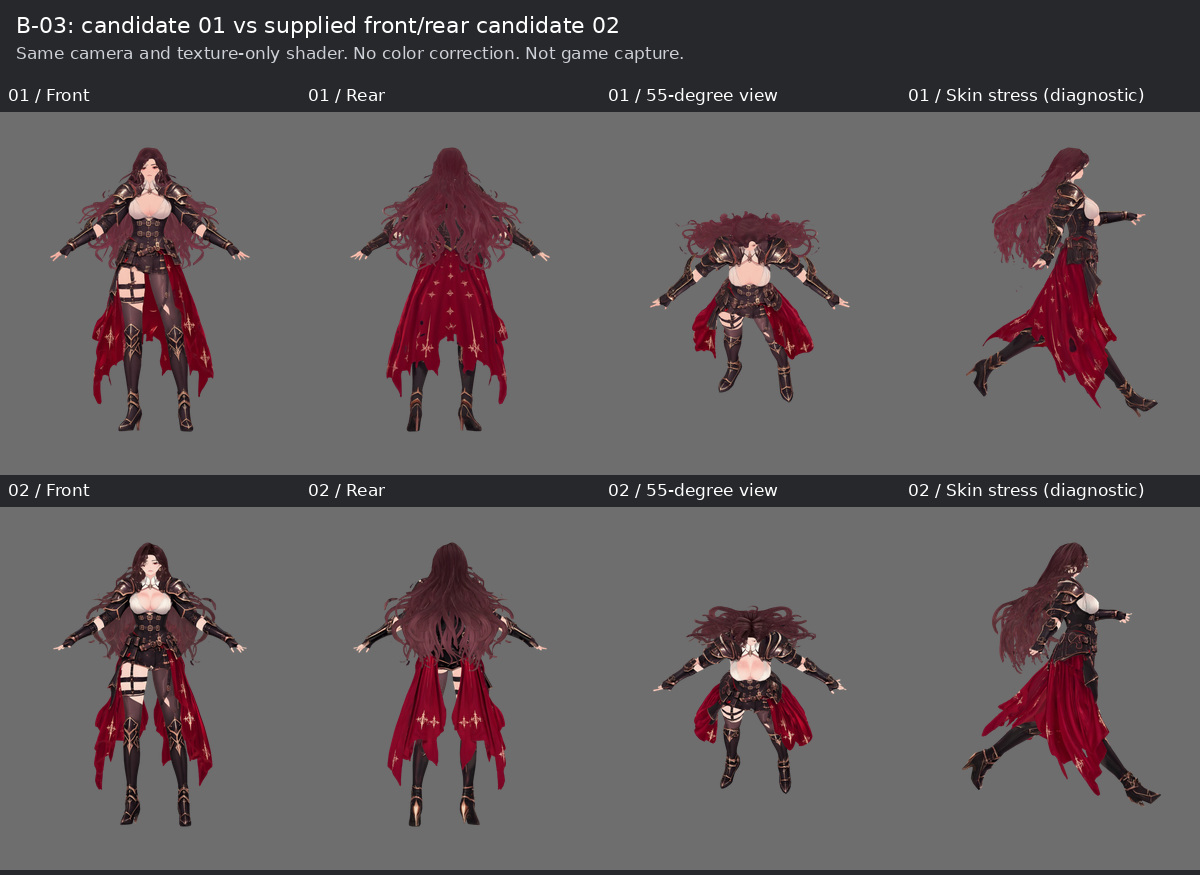 B-03: candidate 01 vs supplied front/rear candidate 02
Same camera and texture-only shader. No color correction. Not game capture.
01 / Front
01 / Rear
01 / 55-degree view
01 / Skin stress (diagnostic)
02 / Front
02 / Rear
02 / 55-degree view
02 / Skin stress (diagnostic)